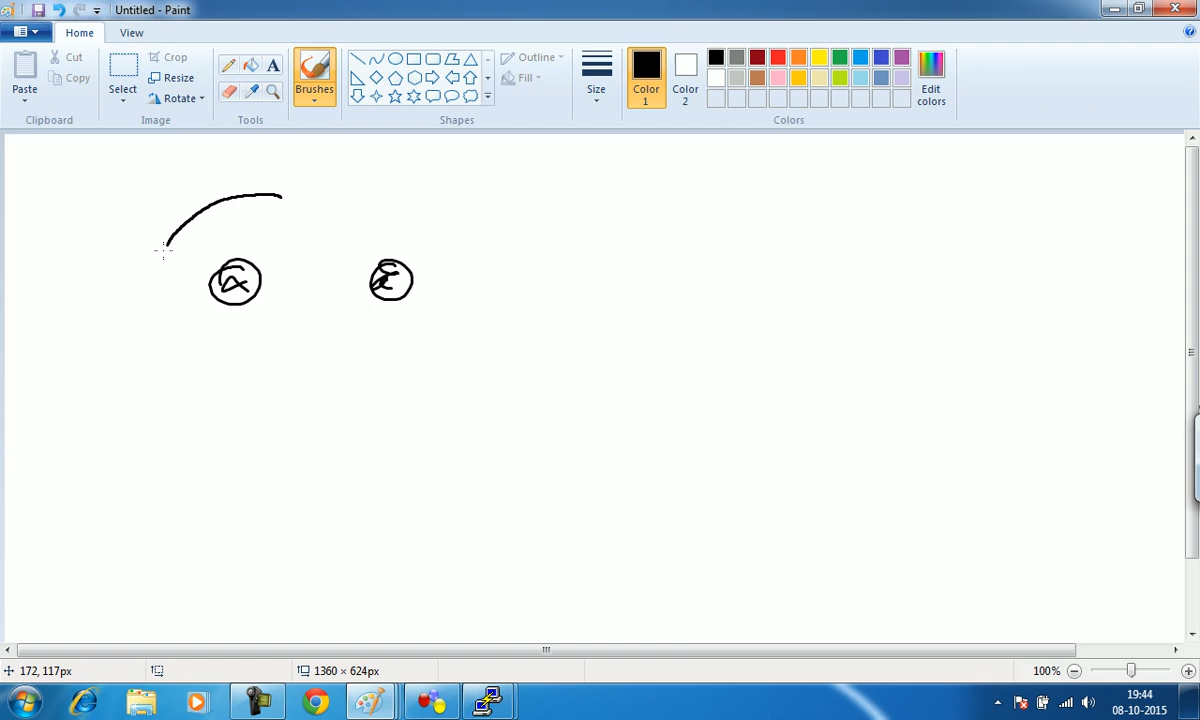 Untitled - Paint
Home View
Cut
Copy
Paste
Clipboard
Crop
Resize
Rotate
Select
Image
Tools
A
Brushes
Outline
Fill
Shapes
Size
Color 1
Color 2
Edit colors
Colors
172, 117px
1360 × 624px
100%
19:44
08-10-2015